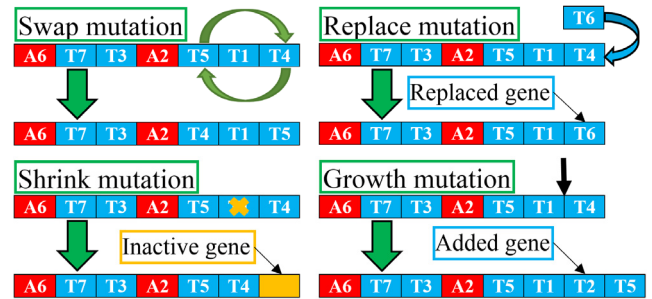 Swap mutation
A6 T7 T3 A2 T5 T1 T4
A6 T7 T3 A2 T4 T1 T5
Replace mutation
T6
A6 T7 T3 A2 T5 T1 T4
Replaced gene
A6 T7 T3 A2 T5 T1 T6
Shrink mutation
A6 T7 T3 A2 T5 T4
Inactive gene
A6 T7 T3 A2 T5 T4
Growth mutation
A6 T7 T3 A2 T5 T1 T4
Added gene
A6 T7 T3 A2 T5 T1 T2 T5